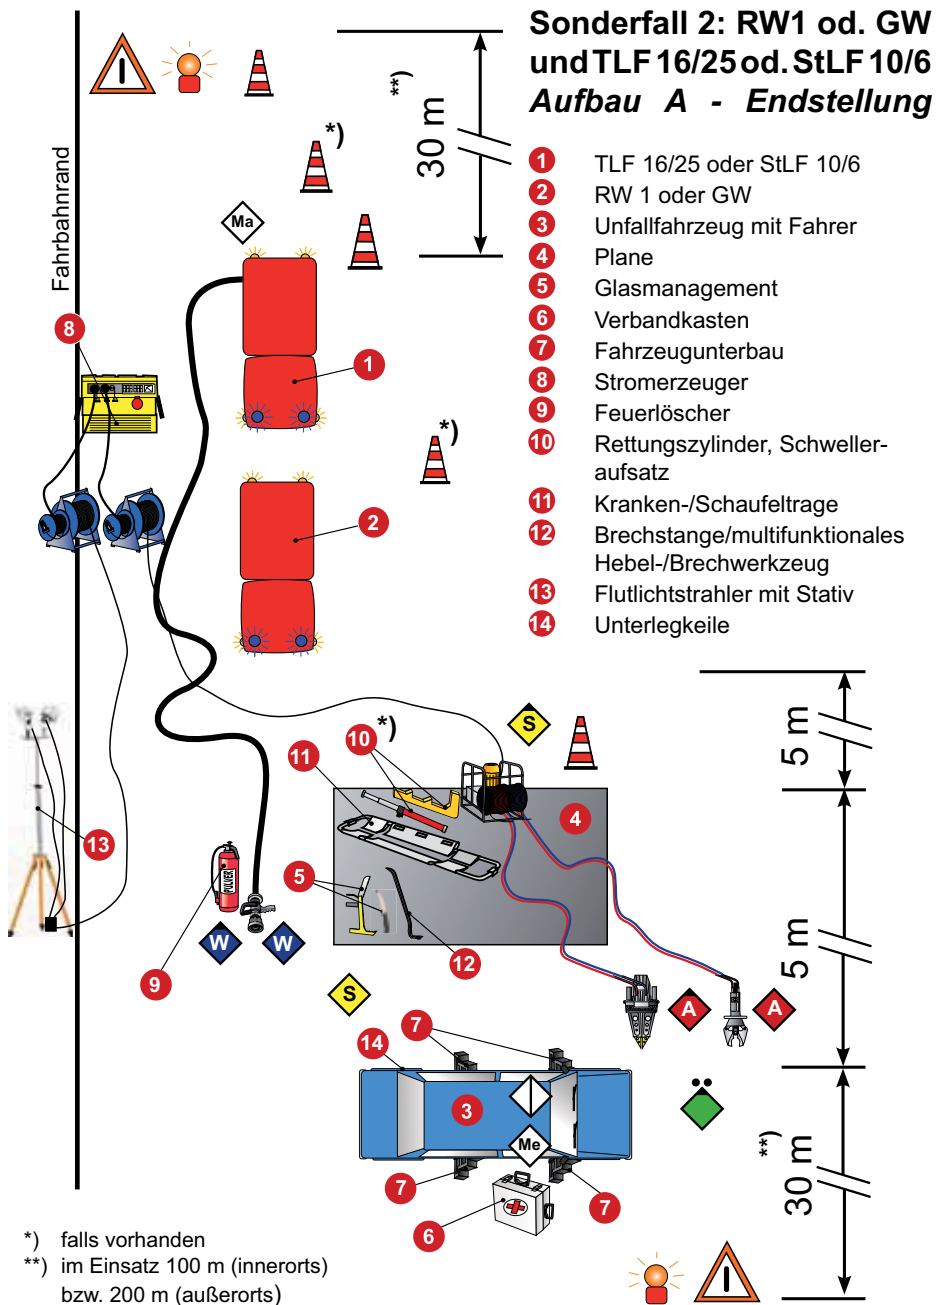 Sonderfall 2: RW1 od. GW
und TLF 16/25 od. StLF 10/6
Aufbau A - Endstellung
1 TLF 16/25 oder StLF 10/6
2 RW 1 oder GW
3 Unfallfahrzeug mit Fahrer
4 Plane
5 Glasmanagement
6 Verbandkasten
7 Fahrzeugunterbau
8 Stromerzeuger
9 Feuerlöscher
10 Rettungszylinder, Schweller-
aufsatz
11 Kranken-/Schaufeltrage
12 Brechstange/multifunktionales
Hebel-/Brechwerkzeug
13 Flutlichtstrahler mit Stativ
14 Unterlegkeile
Fahrbahnrand
30 m **)
*)
Ma
8
1
*)
2
5 m
S
*)
10
11
4
13
5
PULVER
W
W
9
12
5 m
S
A
A
7
7
14
3
Me
7
7
6
30 m **)
*) falls vorhanden
**) im Einsatz 100 m (innerorts)
bzw. 200 m (außerorts)